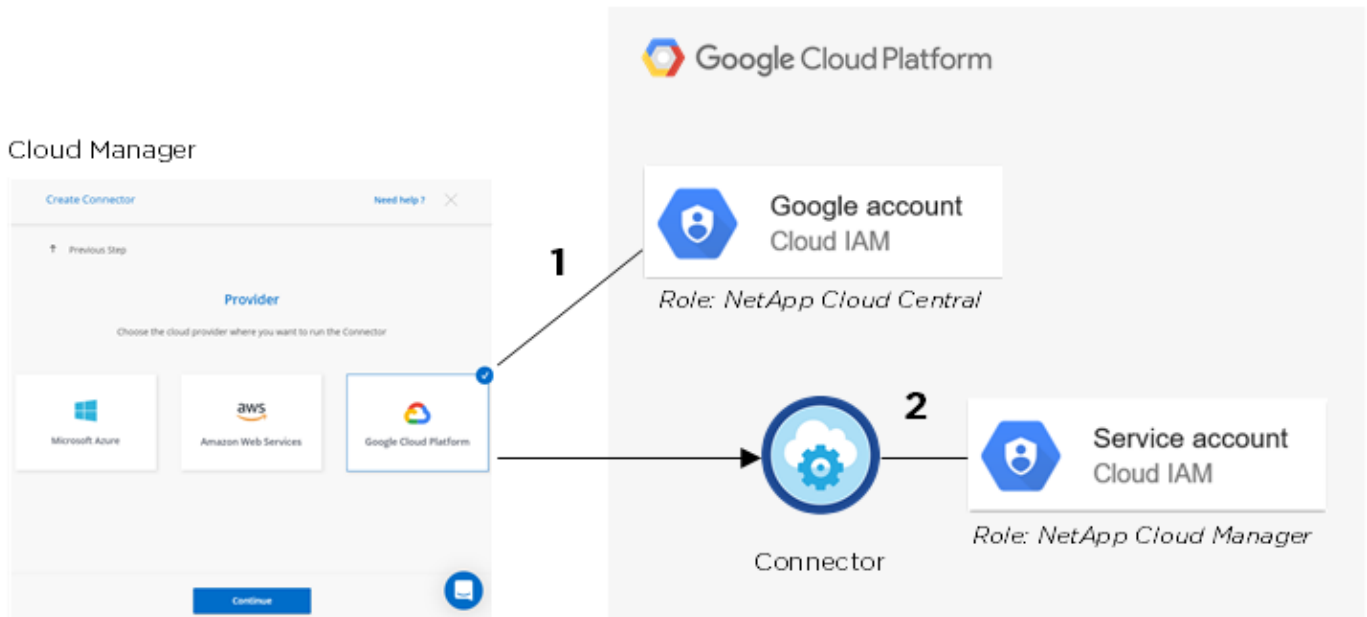 Google Cloud Platform
Cloud Manager
Create Connector
Need help ?
Previous Step
Provider
Choose the cloud provider where you want to run the Connector
Microsoft Azure
aws
Amazon Web Services
Google Cloud Platform
Continue
1
Google account
Cloud IAM
Role: NetApp Cloud Central
2
Connector
Service account
Cloud IAM
Role: NetApp Cloud Manager